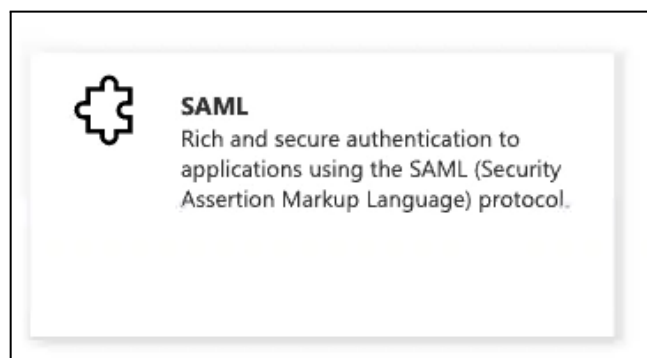 SAML
Rich and secure authentication to
applications using the SAML (Security
Assertion Markup Language) protocol.